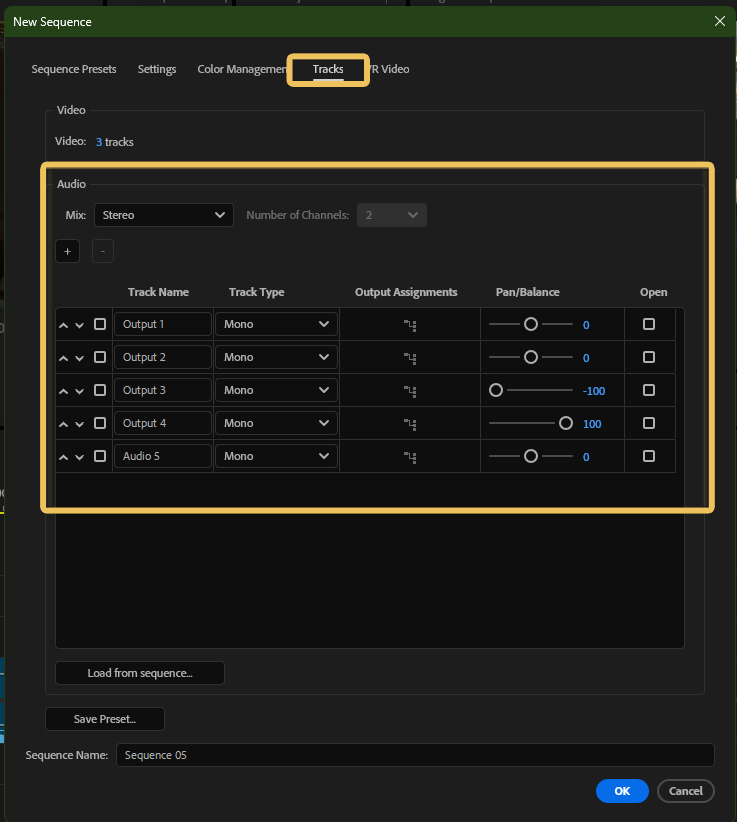 New Sequence
Sequence Presets Settings Color Managemen Tracks R Video
Video
Video: 3 tracks
Audio
Mix: Stereo Number of Channels: 2
+ -
Track Name Track Type Output Assignments Pan/Balance Open
Output 1 Mono 0
Output 2 Mono 0
Output 3 Mono -100
Output 4 Mono 100
Audio 5 Mono 0
Load from sequence...
Save Preset...
Sequence Name: Sequence 05
OK Cancel